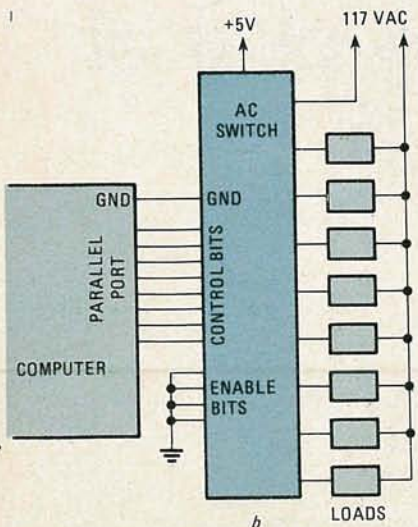 +5V
117 VAC
AC
SWITCH
GND
GND
PARALLEL
PORT
CONTROL BITS
COMPUTER
ENABLE
BITS
LOADS
b